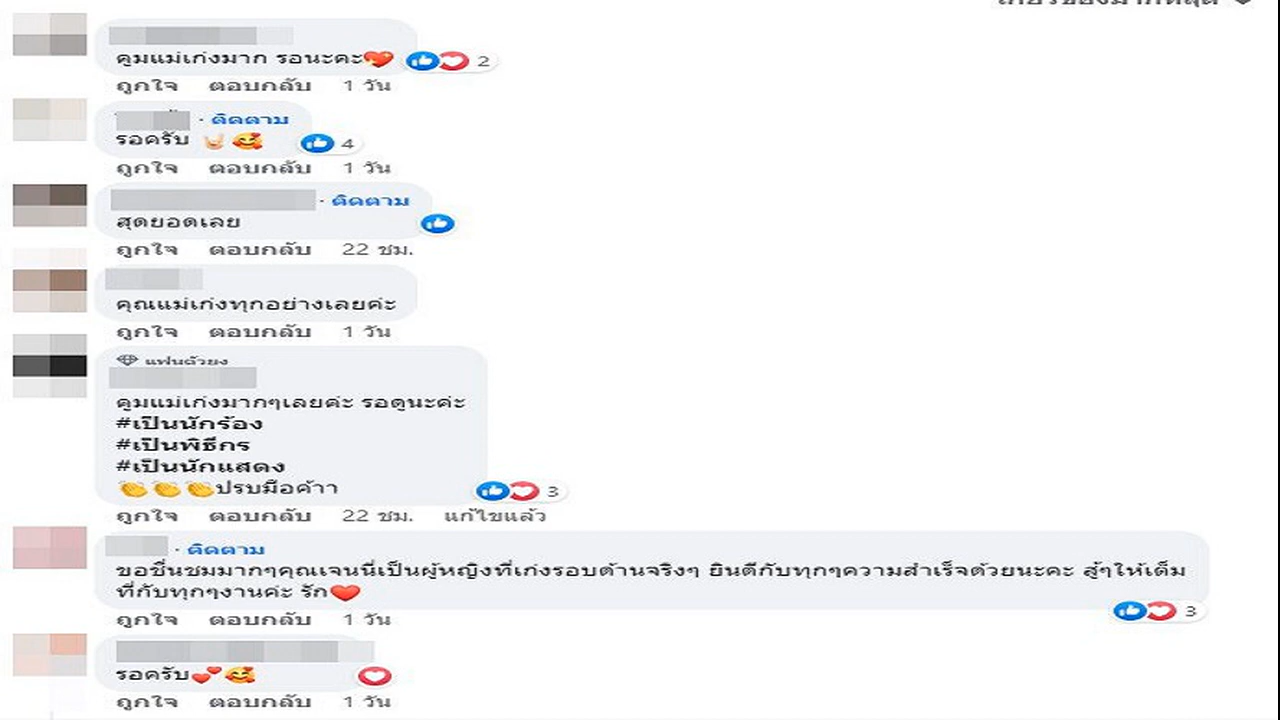 เกี่ยวข้องมากที่สุด
คูมแม่เก่งมาก รอนะคะ💖
2
ถูกใจ ตอบกลับ 1 วัน
· ติดตาม
รอครับ 🤟🏻🥰
4
ถูกใจ ตอบกลับ 1 วัน
· ติดตาม
สุดยอดเลย
ถูกใจ ตอบกลับ 22 ชม.
คุณแม่เก่งทุกอย่างเลยค่ะ
ถูกใจ ตอบกลับ 1 วัน
แฟนตัวยง
คูมแม่เก่งมากๆเลยค่ะ รอดูนะค่ะ
#เป็นนักร้อง
#เป็นพิธีกร
#เป็นนักแสดง
👏👏👏ปรบมือค้าา
3
ถูกใจ ตอบกลับ 22 ชม. แก้ไขแล้ว
· ติดตาม
ขอชื่นชมมากๆคุณเจนนี่เป็นผู้หญิงที่เก่งรอบด้านจริงๆ ยินดีกับทุกๆความสำเร็จด้วยนะคะ สู้ๆให้เต็ม
ที่กับทุกๆงานค่ะ รัก❤️
3
ถูกใจ ตอบกลับ 1 วัน
รอครับ💕🥰
ถูกใจ ตอบกลับ 1 วัน